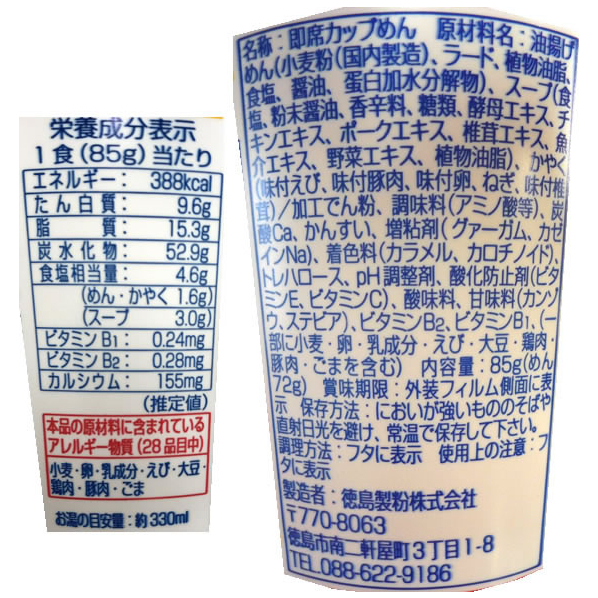 栄養成分表示
1食(85g)当たり
エネルギー: 388kcal
たん白質: 9.6g
脂質: 15.3g
炭水化物: 52.9g
食塩相当量: 4.6g
(めん・かやく 1.6g)
(スープ 3.0g)
ビタミンB1: 0.24mg
ビタミンB2: 0.28mg
カルシウム: 155mg
(推定値)
本品の原材料に含まれている
アレルギー物質(28品目中)
小麦・卵・乳成分・えび・大豆・
鶏肉・豚肉・ごま
お湯の目安量:約330ml
名称:即席カップめん 原材料名:油揚げ
めん(小麦粉(国内製造)、ラード、植物油脂、
食塩、醤油、蛋白加水分解物)、スープ(食
塩、粉末醤油、香辛料、糖類、酵母エキス、チ
キンエキス、ポークエキス、椎茸エキス、魚
介エキス、野菜エキス、植物油脂)、かやく
(味付えび、味付豚肉、味付卵、ねぎ、味付椎
茸)/加工でん粉、調味料(アミノ酸等)、炭
酸Ca、かんすい、増粘剤(グァーガム、カゼ
インNa)、着色料(カラメル、カロチノイド)、
トレハロース、pH調整剤、酸化防止剤(ビタ
ミンE、ビタミンC)、酸味料、甘味料(カンゾ
ウ、ステビア)、ビタミンB2、ビタミンB1、(一
部に小麦・卵・乳成分・えび・大豆・鶏肉・
豚肉・ごまを含む) 内容量:85g(めん
72g) 賞味期限:外装フィルム側面に表
示 保存方法:においが強いもののそばや
直射日光を避け、常温で保存して下さい。
調理方法:フタに表示 使用上の注意:フ
タに表示
製造者:徳島製粉株式会社
〒770-8063
徳島市南二軒屋町3丁目1-8
TEL.088-622-9186